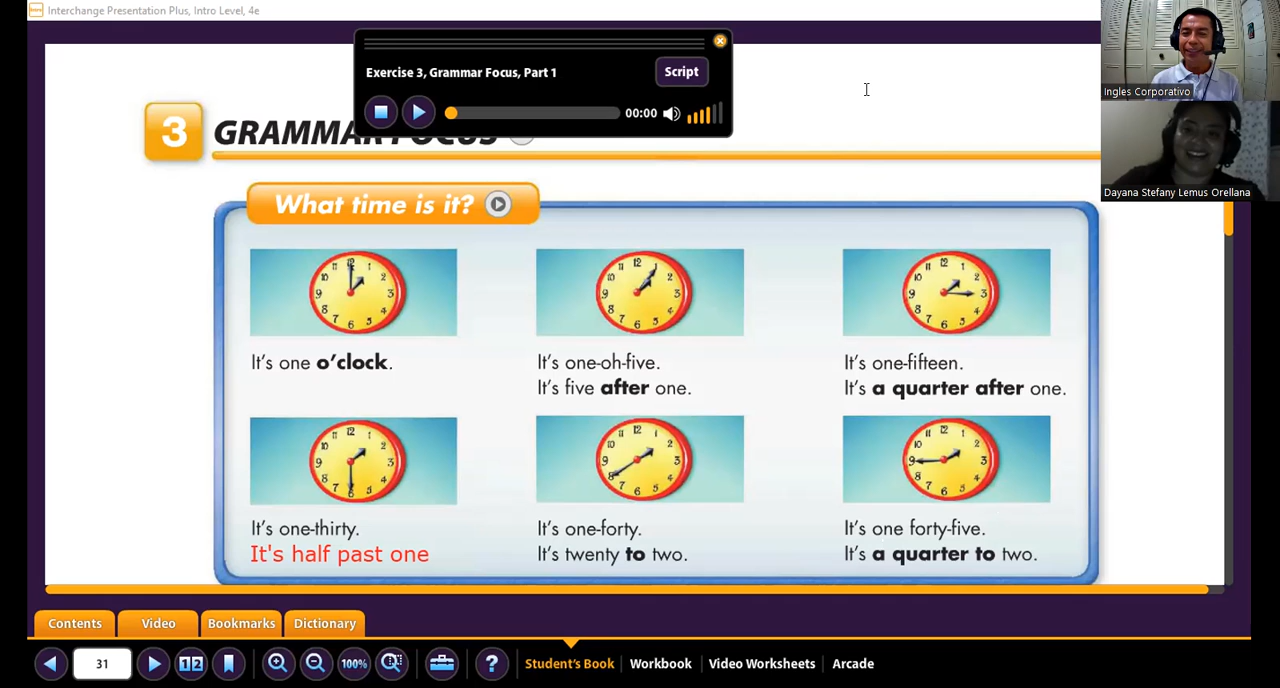 Interchange Presentation Plus, Intro Level, 4e
Exercise 3, Grammar Focus, Part 1
Script
00:00
Ingles Corporativo
Dayana Stefany Lemus Orellana
3 GRAMMAR FOCUS
What time is it?
It's one o'clock.
It's one-oh-five.
It's five after one.
It's one-fifteen.
It's a quarter after one.
It's one-thirty.
It's half past one
It's one-forty.
It's twenty to two.
It's one forty-five.
It's a quarter to two.
Contents Video Bookmarks Dictionary
31 1 2 100% ? Student's Book Workbook Video Worksheets Arcade